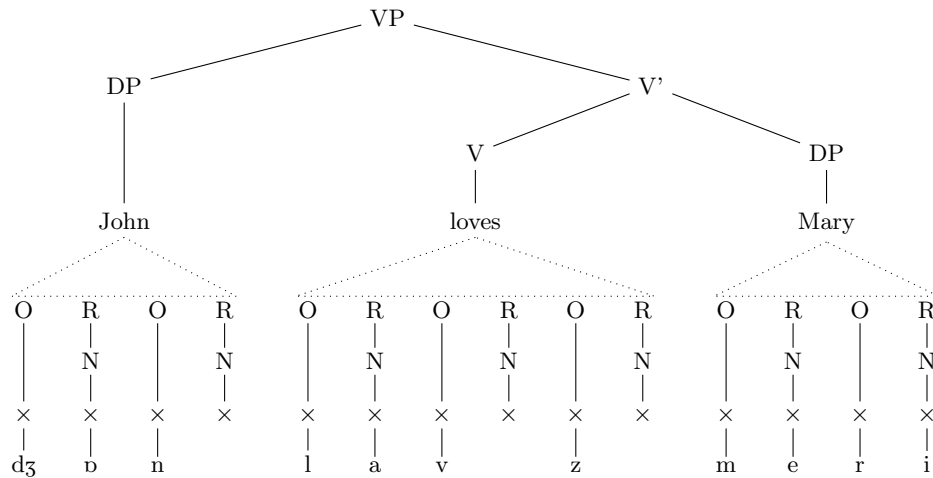 VP
DP V'
V DP
John loves Mary
O R O R O R O R O R O R O R
N N N N N N N
× × × × × × × × × × × × × ×
dʒ ɒ n l a v z m e r i